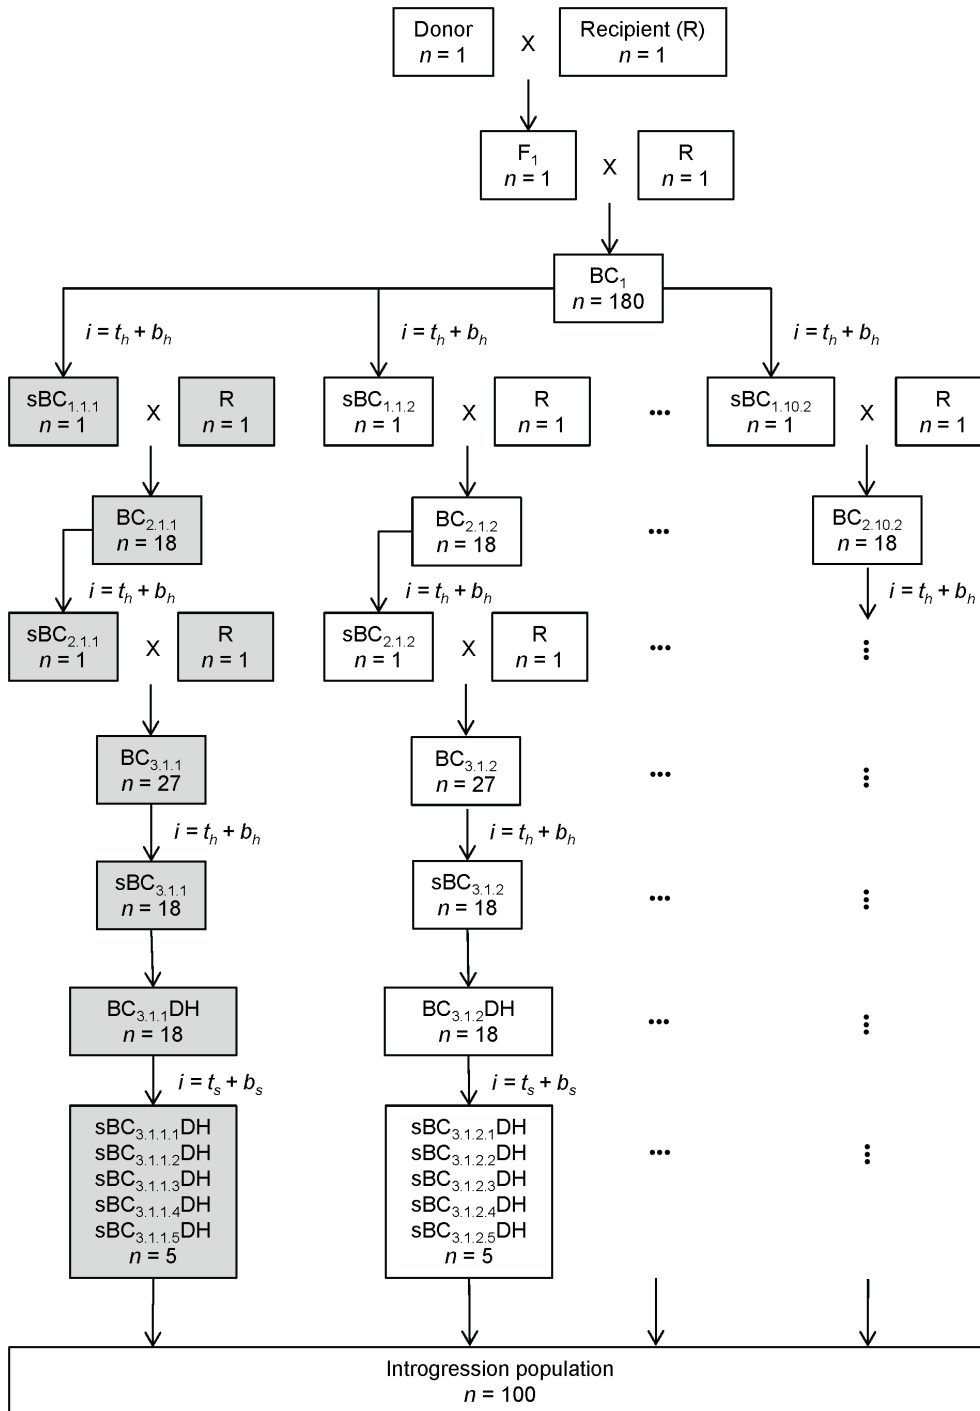 Donor
n = 1
X
Recipient (R)
n = 1
F1
n = 1
X
R
n = 1
BC1
n = 180
i = th + bh
i = th + bh
i = th + bh
sBC1.1.1
n = 1
X
R
n = 1
sBC1.1.2
n = 1
X
R
n = 1
•••
sBC1.10.2
n = 1
X
R
n = 1
BC2.1.1
n = 18
BC2.1.2
n = 18
•••
BC2.10.2
n = 18
i = th + bh
i = th + bh
i = th + bh
sBC2.1.1
n = 1
X
R
n = 1
sBC2.1.2
n = 1
X
R
n = 1
•••
BC3.1.1
n = 27
BC3.1.2
n = 27
•••
i = th + bh
i = th + bh
sBC3.1.1
n = 18
sBC3.1.2
n = 18
•••
BC3.1.1DH
n = 18
BC3.1.2DH
n = 18
•••
i = ts + bs
i = ts + bs
sBC3.1.1.1DH
sBC3.1.1.2DH
sBC3.1.1.3DH
sBC3.1.1.4DH
sBC3.1.1.5DH
n = 5
sBC3.1.2.1DH
sBC3.1.2.2DH
sBC3.1.2.3DH
sBC3.1.2.4DH
sBC3.1.2.5DH
n = 5
•••
Introgression population
n = 100